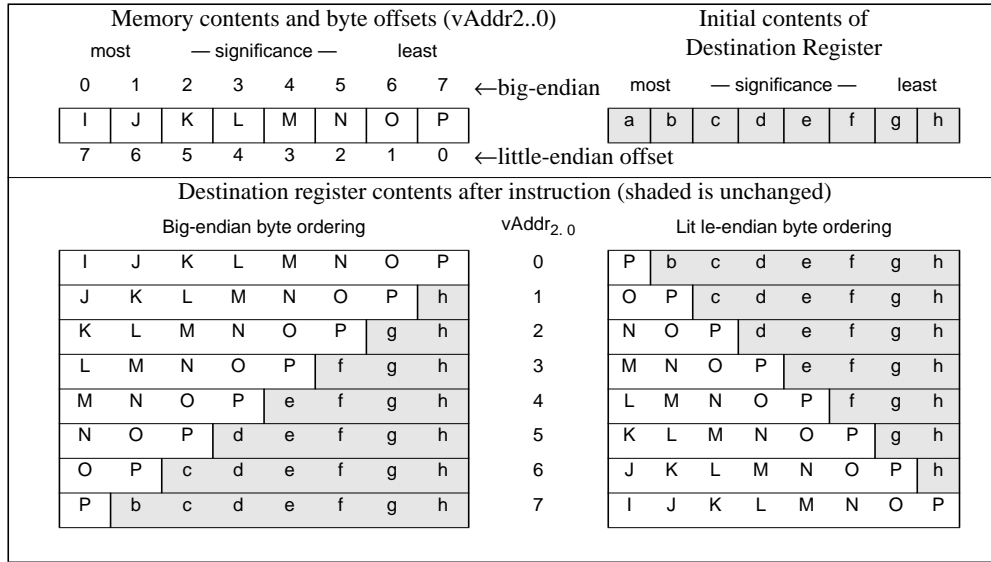 Memory contents and byte offsets (vAddr2..0)
Initial contents of
Destination Register
most — significance — least
0 1 2 3 4 5 6 7 ←big-endian
most — significance — least
I J K L M N O P
a b c d e f g h
7 6 5 4 3 2 1 0 ←little-endian offset
Destination register contents after instruction (shaded is unchanged)
Big-endian byte ordering vAddr2. 0 Lit le-endian byte ordering
I J K L M N O P 0 P b c d e f g h
J K L M N O P h 1 O P c d e f g h
K L M N O P g h 2 N O P d e f g h
L M N O P f g h 3 M N O P e f g h
M N O P e f g h 4 L M N O P f g h
N O P d e f g h 5 K L M N O P g h
O P c d e f g h 6 J K L M N O P h
P b c d e f g h 7 I J K L M N O P